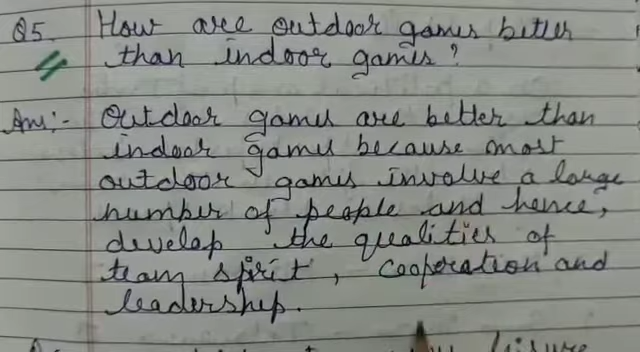 Q5. How are outdoor games better
than indoor games?
Ans:- Outdoor games are better than
indoor games because most
outdoor games involve a large
number of people and hence,
develop the qualities of
team spirit, cooperation and
leadership.